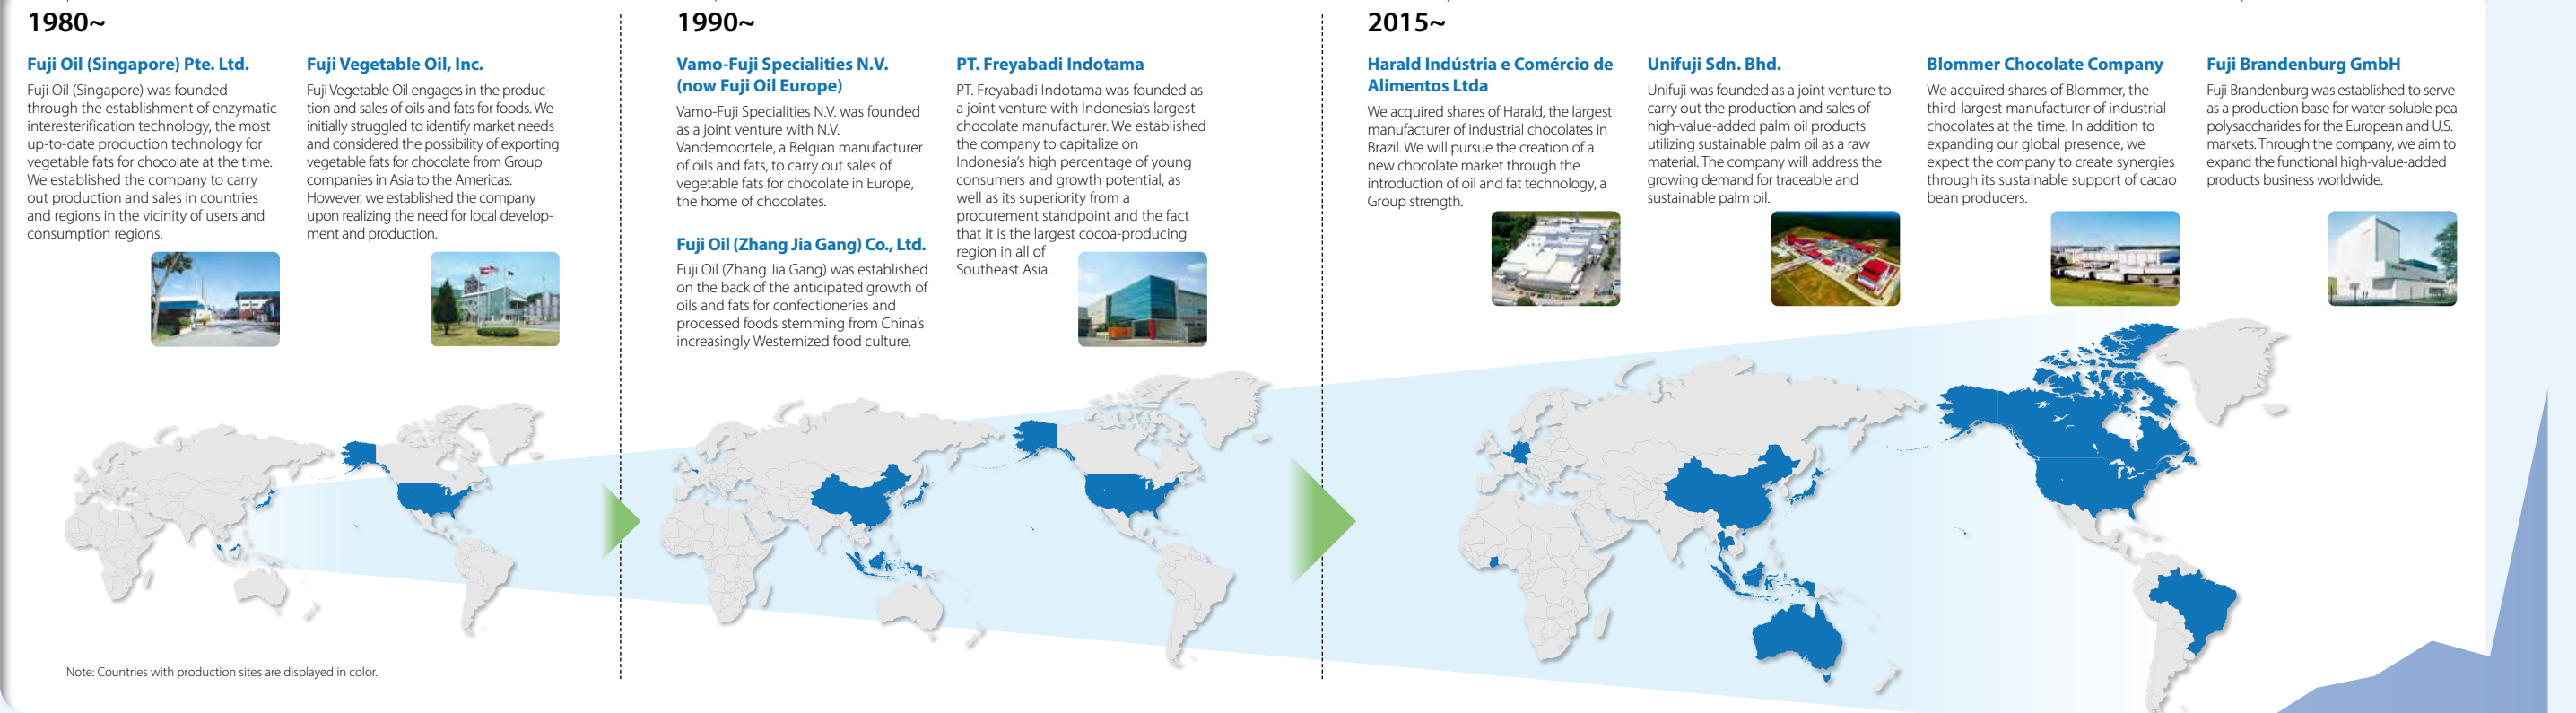 1980~
Fuji Oil (Singapore) Pte. Ltd.
Fuji Oil (Singapore) was founded
through the establishment of enzymatic
interesterification technology, the most
up-to-date production technology for
vegetable fats for chocolate at the time.
We established the company to carry
out production and sales in countries
and regions in the vicinity of users and
consumption regions.
Fuji Vegetable Oil, Inc.
Fuji Vegetable Oil engages in the produc-
tion and sales of oils and fats for foods. We
initially struggled to identify market needs
and considered the possibility of exporting
vegetable fats for chocolate from Group
companies in Asia to the Americas.
However, we established the company
upon realizing the need for local develop-
ment and production.
1990~
Vamo-Fuji Specialities N.V.
(now Fuji Oil Europe)
Vamo-Fuji Specialities N.V. was founded
as a joint venture with N.V.
Vandemoortele, a Belgian manufacturer
of oils and fats, to carry out sales of
vegetable fats for chocolate in Europe,
the home of chocolates.
Fuji Oil (Zhang Jia Gang) Co., Ltd.
Fuji Oil (Zhang Jia Gang) was established
on the back of the anticipated growth of
oils and fats for confectioneries and
processed foods stemming from China's
increasingly Westernized food culture.
PT. Freyabadi Indotama
PT. Freyabadi Indotama was founded as
a joint venture with Indonesia's largest
chocolate manufacturer. We established
the company to capitalize on
Indonesia's high percentage of young
consumers and growth potential, as
well as its superiority from a
procurement standpoint and the fact
that it is the largest cocoa-producing
region in all of
Southeast Asia.
2015~
Harald Indústria e Comércio de
Alimentos Ltda
We acquired shares of Harald, the largest
manufacturer of industrial chocolates in
Brazil. We will pursue the creation of a
new chocolate market through the
introduction of oil and fat technology, a
Group strength.
Unifuji Sdn. Bhd.
Unifuji was founded as a joint venture to
carry out the production and sales of
high-value-added palm oil products
utilizing sustainable palm oil as a raw
material. The company will address the
growing demand for traceable and
sustainable palm oil.
Blommer Chocolate Company
We acquired shares of Blommer, the
third-largest manufacturer of industrial
chocolates at the time. In addition to
expanding our global presence, we
expect the company to create synergies
through its sustainable support of cacao
bean producers.
Fuji Brandenburg GmbH
Fuji Brandenburg was established to serve
as a production base for water-soluble pea
polysaccharides for the European and U.S.
markets. Through the company, we aim to
expand the functional high-value-added
products business worldwide.
Note: Countries with production sites are displayed in color.